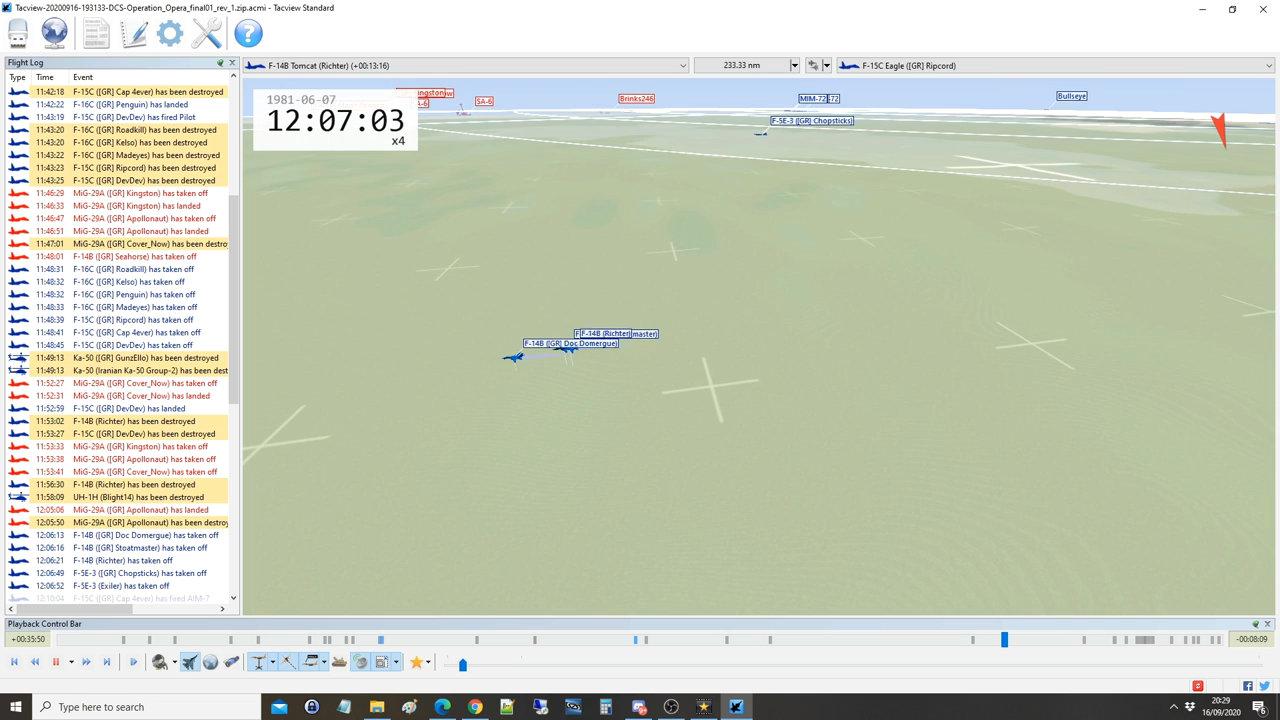 Tacview-20200916-193133-DCS-Operation_Opera_final01_rev_1.zip.acmi - Tacview Standard
Flight Log
F-14B Tomcat (Richter) (+00:13:16)
233.33 nm
F-15C Eagle ([GR] Ripcord)
Type Time Event
11:42:18 F-15C ([GR] Cap 4ever) has been destroyed
11:42:22 F-16C ([GR] Penguin) has landed
11:43:19 F-15C ([GR] DevDev) has fired Pilot
11:43:20 F-16C ([GR] Roadkill) has been destroyed
11:43:20 F-16C ([GR] Kelso) has been destroyed
11:43:22 F-16C ([GR] Madeyes) has been destroyed
11:43:23 F-15C ([GR] Ripcord) has been destroyed
11:43:25 F-15C ([GR] DevDev) has been destroyed
11:46:29 MiG-29A ([GR] Kingston) has taken off
11:46:33 MiG-29A ([GR] Kingston) has landed
11:46:47 MiG-29A ([GR] Apollonaut) has taken off
11:46:51 MiG-29A ([GR] Apollonaut) has landed
11:47:01 MiG-29A ([GR] Cover_Now) has been destro
11:48:01 F-14B ([GR] Seahorse) has taken off
11:48:31 F-16C ([GR] Roadkill) has taken off
11:48:32 F-16C ([GR] Kelso) has taken off
11:48:32 F-16C ([GR] Penguin) has taken off
11:48:33 F-16C ([GR] Madeyes) has taken off
11:48:39 F-15C ([GR] Ripcord) has taken off
11:48:41 F-15C ([GR] Cap 4ever) has taken off
11:48:45 F-15C ([GR] DevDev) has taken off
11:49:13 Ka-50 ([GR] GunzEllo) has been destroyed
11:49:13 Ka-50 (Iranian Ka-50 Group-2) has been dest
11:52:27 MiG-29A ([GR] Cover_Now) has taken off
11:52:31 MiG-29A ([GR] Cover_Now) has landed
11:52:59 F-15C ([GR] DevDev) has landed
11:53:02 F-14B (Richter) has been destroyed
11:53:27 F-15C ([GR] DevDev) has been destroyed
11:53:33 MiG-29A ([GR] Kingston) has taken off
11:53:38 MiG-29A ([GR] Apollonaut) has taken off
11:53:41 MiG-29A ([GR] Cover_Now) has taken off
11:56:30 F-14B (Richter) has been destroyed
11:58:09 UH-1H (Blight14) has been destroyed
12:05:06 MiG-29A ([GR] Apollonaut) has landed
12:05:50 MiG-29A ([GR] Apollonaut) has been destroy
12:06:13 F-14B ([GR] Doc Domergue) has taken off
12:06:16 F-14B ([GR] Stoatmaster) has taken off
12:06:21 F-14B (Richter) has taken off
12:06:49 F-5E-3 ([GR] Chopsticks) has taken off
12:06:52 F-5E-3 (Exiler) has taken off
12:10:04 F-15C ([GR] Cap 4ever) has fired AIM-7
1981-06-07
12:07:03
x4
SA-6
Brinks246
MIM-72
Bullseye
F-5E-3 ([GR] Chopsticks)
F-14B (Richter) master)
F-14B ([GR] Doc Domergue)
Playback Control Bar
+00:35:50
-00:08:09
Type here to search
20:29
16/09/2020
6